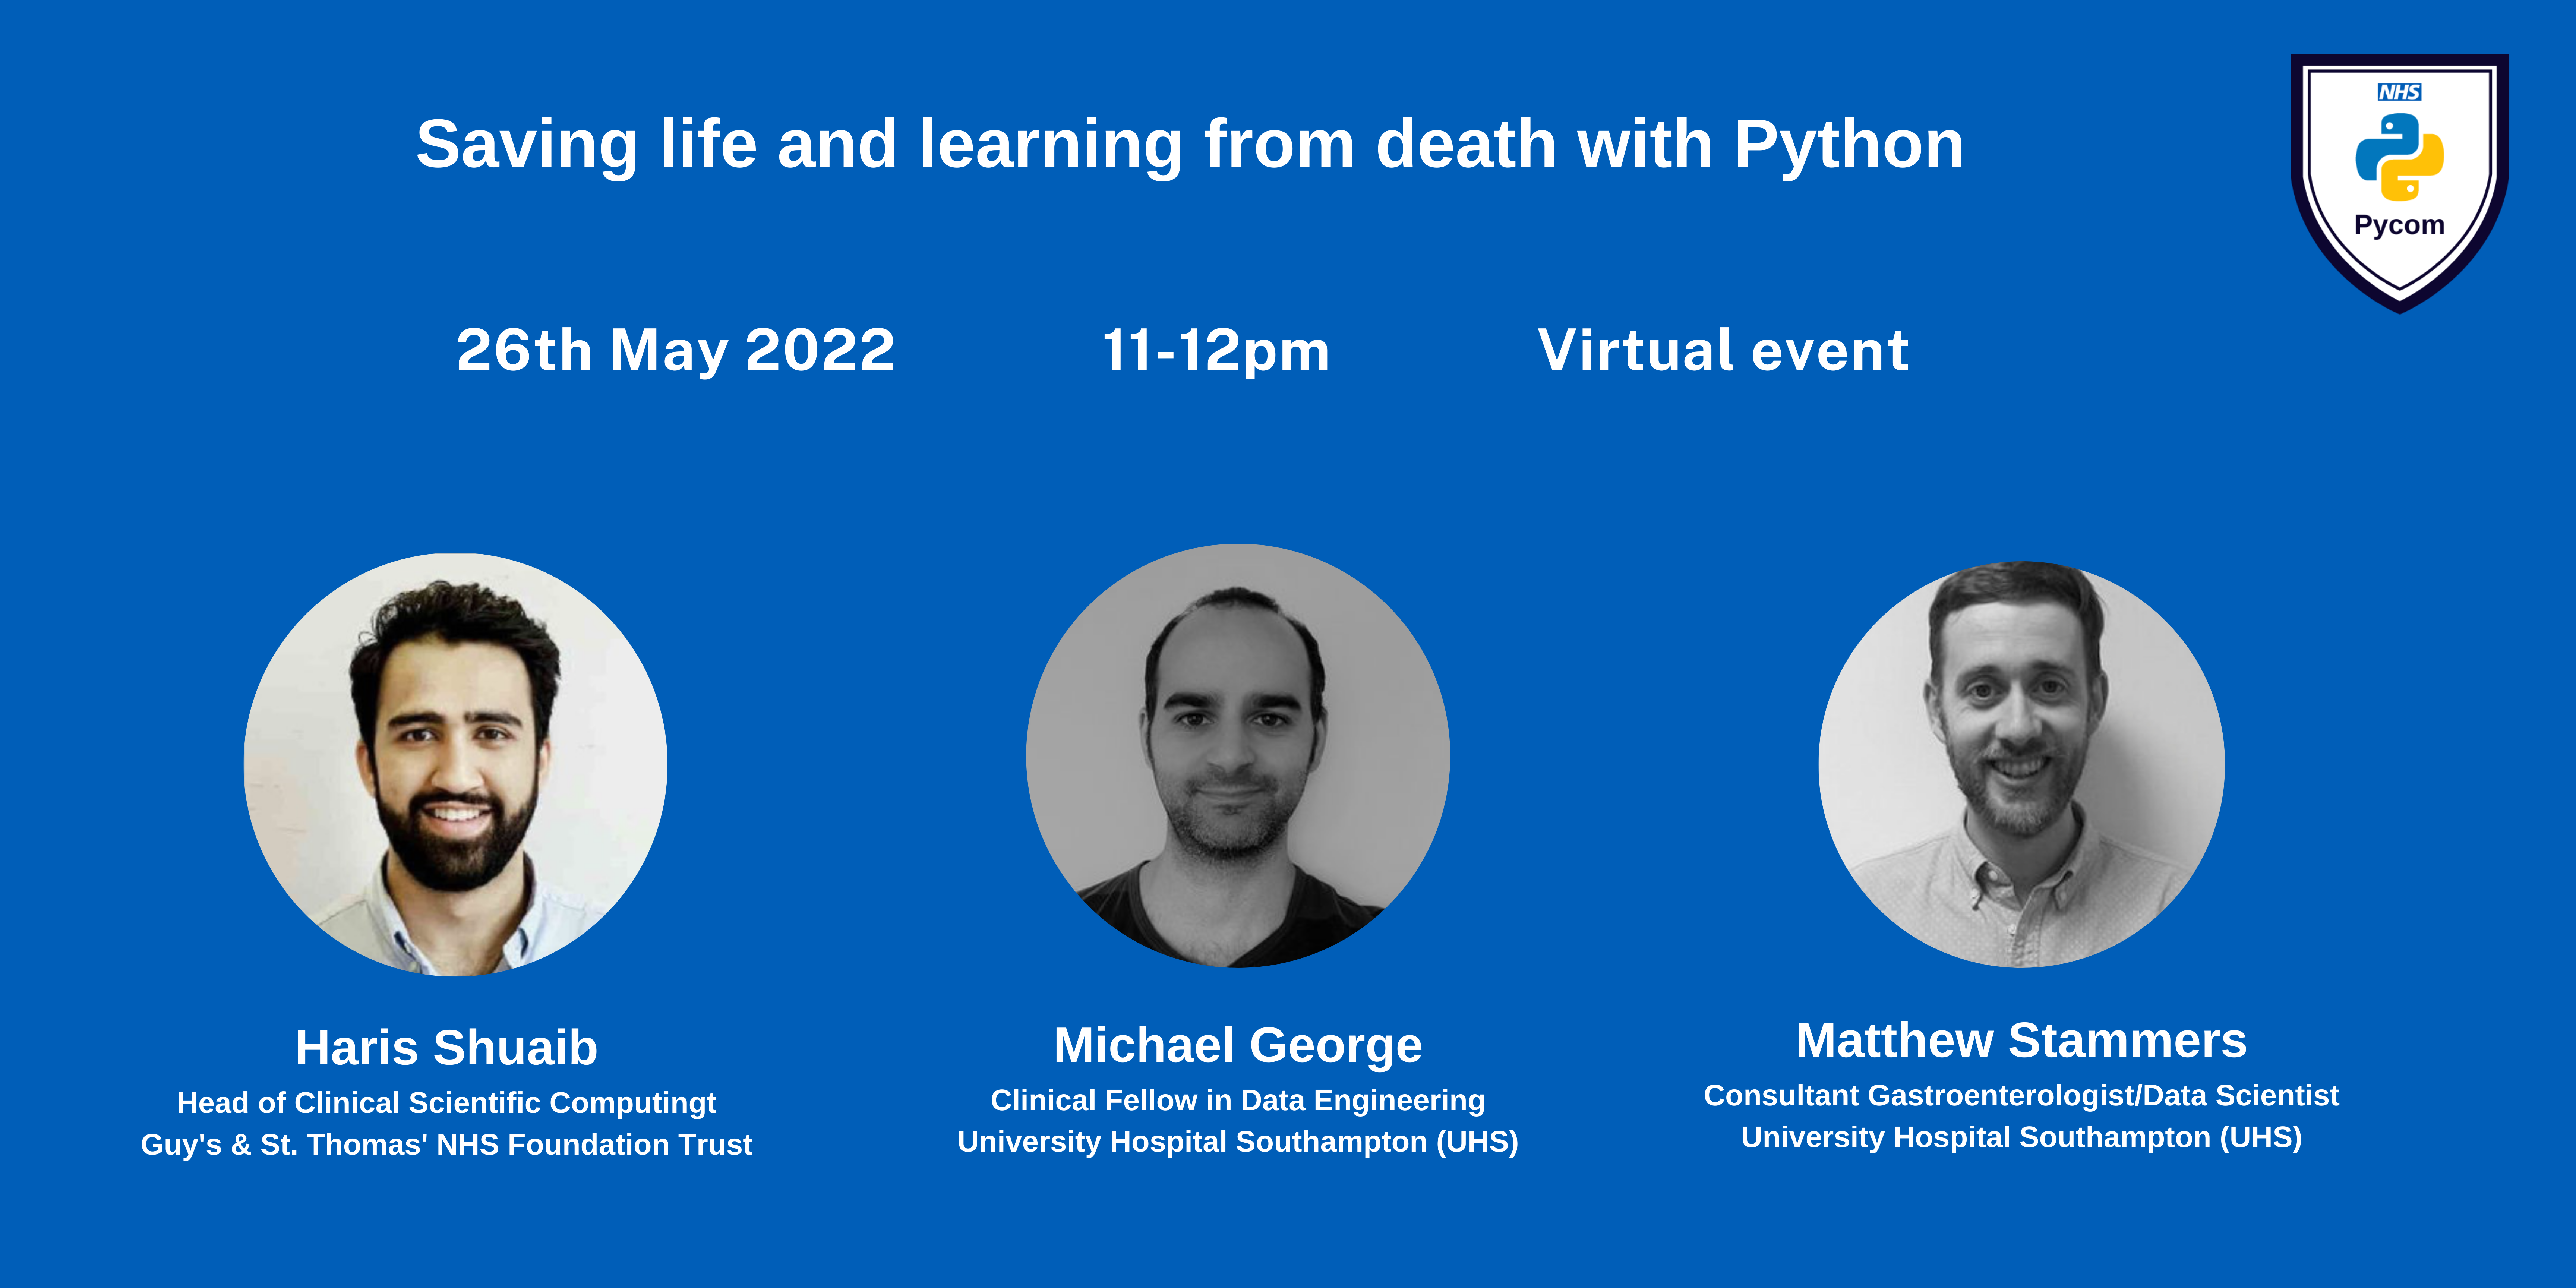 Saving life and learning from death with Python
NHS
Pycom
26th May 2022
11-12pm
Virtual event
Haris Shuaib
Head of Clinical Scientific Computingt
Guy's & St. Thomas' NHS Foundation Trust
Michael George
Clinical Fellow in Data Engineering
University Hospital Southampton (UHS)
Matthew Stammers
Consultant Gastroenterologist/Data Scientist
University Hospital Southampton (UHS)